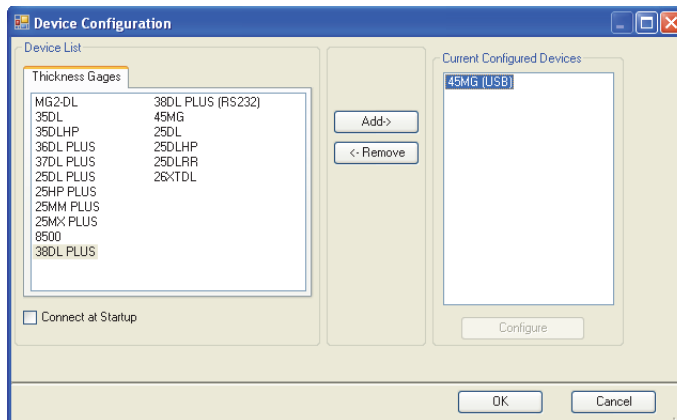 Device Configuration
Device List
Thickness Gages
MG2-DL
35DL
35DLHP
36DL PLUS
37DL PLUS
25DL PLUS
25HP PLUS
25MM PLUS
25MX PLUS
8500
38DL PLUS
38DL PLUS (RS232)
45MG
25DL
25DLHP
25DLRR
26XTDL
Connect at Startup
Add->
<- Remove
Current Configured Devices
45MG (USB)
Configure
OK
Cancel